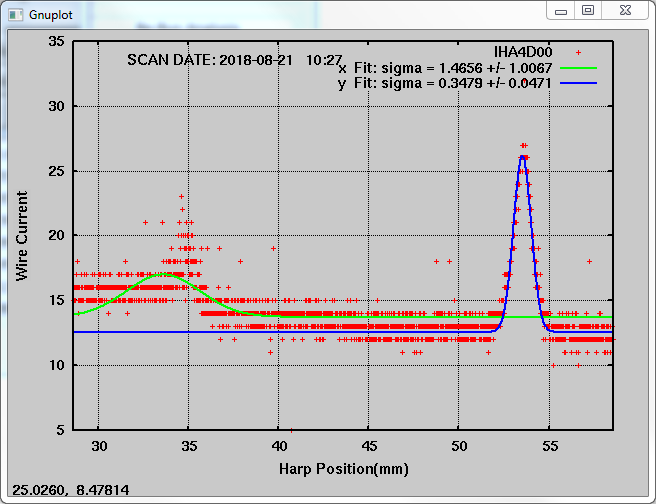 Gnuplot
SCAN DATE: 2018-08-21 10:27
IHA4D00
x Fit: sigma = 1.4656 +/- 1.0067
y Fit: sigma = 0.3479 +/- 0.0471
35
30
25
20
15
10
5
Wire Current
30 35 40 45 50 55
Harp Position(mm)
25.0260, 8.47814